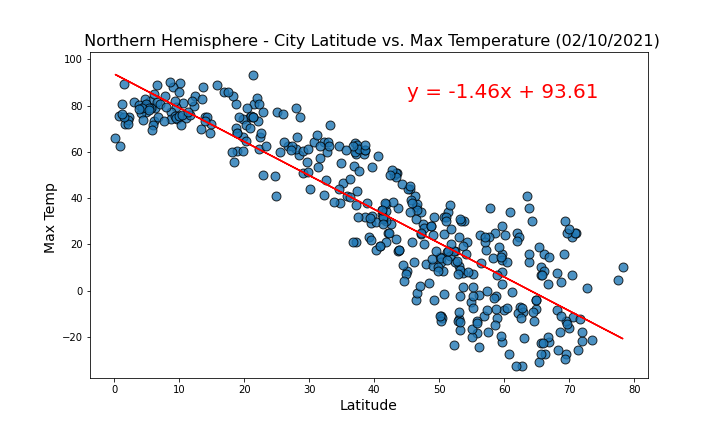 Northern Hemisphere - City Latitude vs. Max Temperature (02/10/2021)
y = -1.46x + 93.61
Max Temp
100
80
60
40
20
0
−20
0 10 20 30 40 50 60 70 80
Latitude